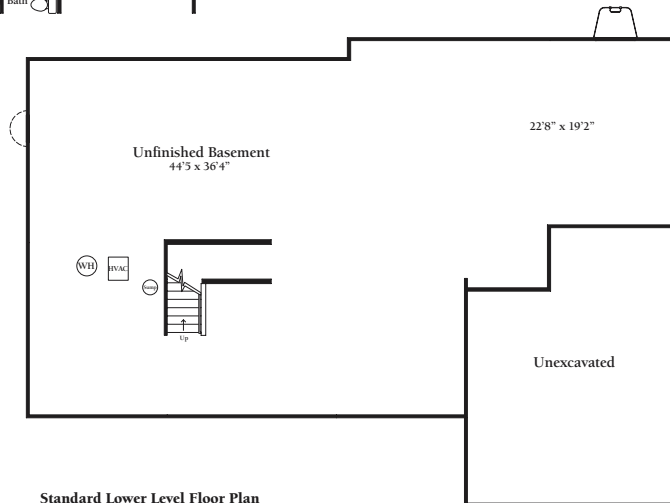 Bath
22'8" x 19'2"
Unfinished Basement
44'5 x 36'4"
WH
HVAC
Sump
Up
Unexcavated
Standard Lower Level Floor Plan